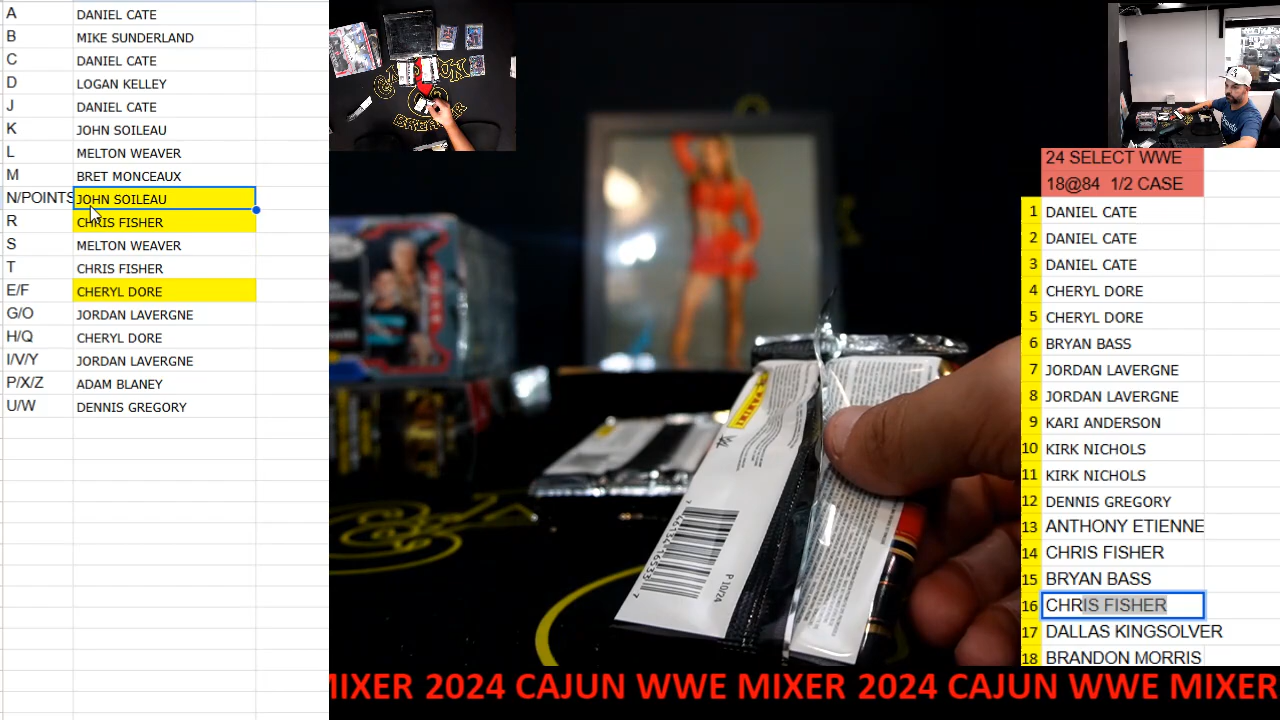 A DANIEL CATE
B MIKE SUNDERLAND
C DANIEL CATE
D LOGAN KELLEY
J DANIEL CATE
K JOHN SOILEAU
L MELTON WEAVER
M BRET MONCEAUX
N/POINTS JOHN SOILEAU
R CHRIS FISHER
S MELTON WEAVER
T CHRIS FISHER
E/F CHERYL DORE
G/O JORDAN LAVERGNE
H/Q CHERYL DORE
I/V/Y JORDAN LAVERGNE
P/X/Z ADAM BLANEY
U/W DENNIS GREGORY
PANINI
P 10/24
24 SELECT WWE
18@84 1/2 CASE
1 DANIEL CATE
2 DANIEL CATE
3 DANIEL CATE
4 CHERYL DORE
5 CHERYL DORE
6 BRYAN BASS
7 JORDAN LAVERGNE
8 JORDAN LAVERGNE
9 KARI ANDERSON
10 KIRK NICHOLS
11 KIRK NICHOLS
12 DENNIS GREGORY
13 ANTHONY ETIENNE
14 CHRIS FISHER
15 BRYAN BASS
16 CHRIS FISHER
17 DALLAS KINGSOLVER
18 BRANDON MORRIS
MIXER 2024 CAJUN WWE MIXER 2024 CAJUN WWE MIXER